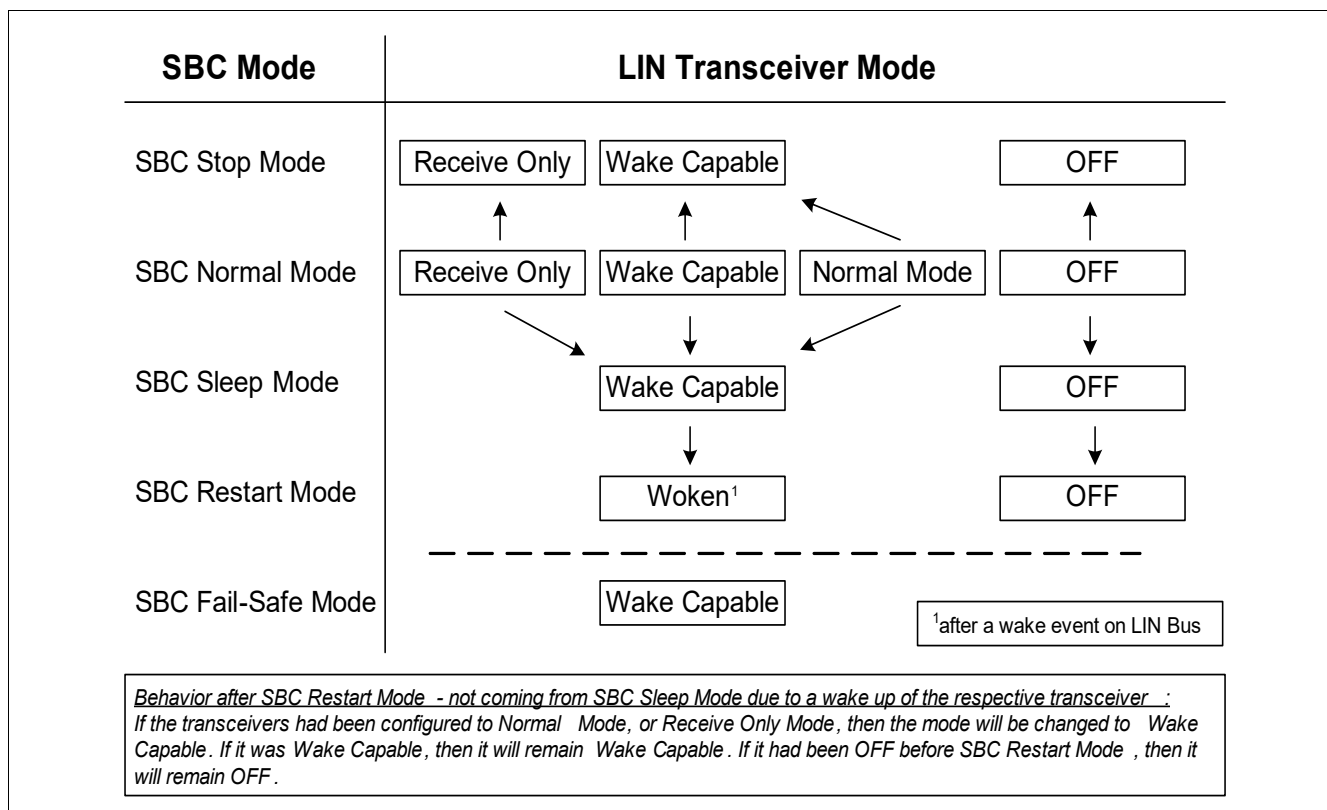 SBC Mode LIN Transceiver Mode
SBC Stop Mode Receive Only Wake Capable OFF
SBC Normal Mode Receive Only Wake Capable Normal Mode OFF
SBC Sleep Mode Wake Capable OFF
SBC Restart Mode Woken¹ OFF
SBC Fail-Safe Mode Wake Capable
¹after a wake event on LIN Bus
Behavior after SBC Restart Mode - not coming from SBC Sleep Mode due to a wake up of the respective transceiver :
If the transceivers had been configured to Normal Mode, or Receive Only Mode, then the mode will be changed to Wake
Capable. If it was Wake Capable, then it will remain Wake Capable. If it had been OFF before SBC Restart Mode , then it
will remain OFF.